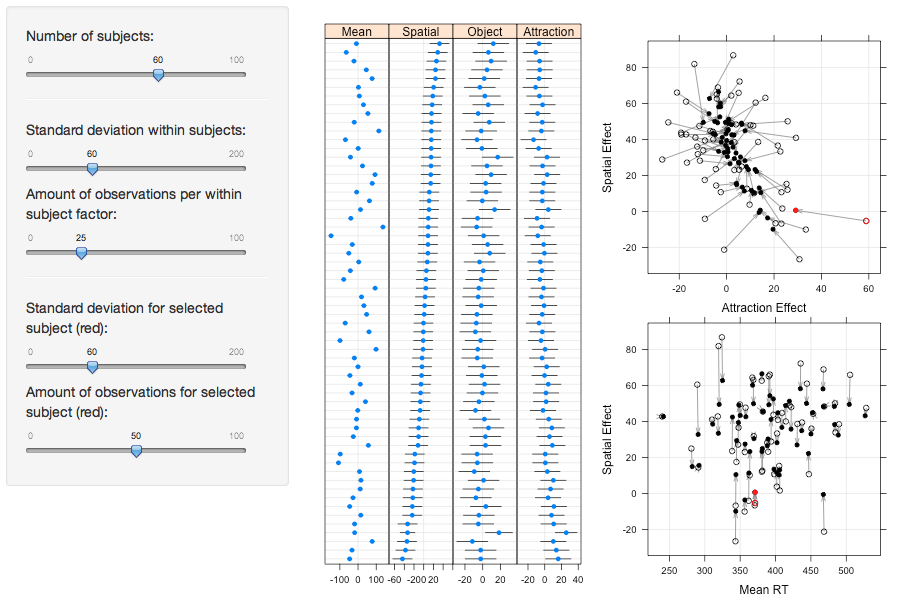 Number of subjects:
0 60 100
Standard deviation within subjects:
0 60 200
Amount of observations per within
subject factor:
0 25 100
Standard deviation for selected
subject (red):
0 60 200
Amount of observations for selected
subject (red):
0 50 100
Mean Spatial Object Attraction
-100 0 100 -60 -20 0 20 -20 0 20 -20 0 20 40
Spatial Effect
80
60
40
20
0
-20
-20 0 20 40 60
Attraction Effect
Spatial Effect
80
60
40
20
0
-20
250 300 350 400 450 500
Mean RT